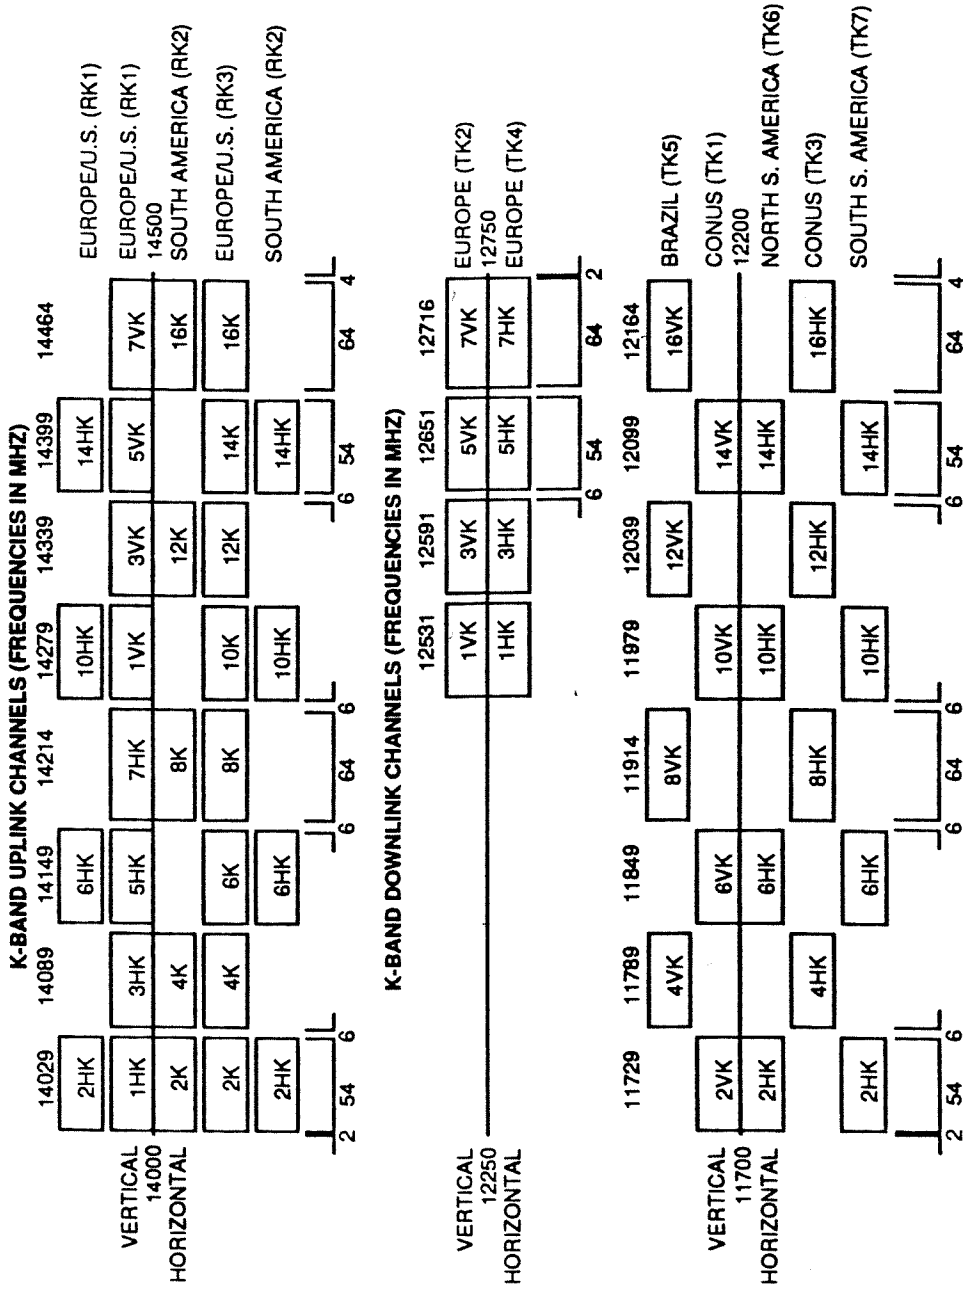 K-BAND UPLINK CHANNELS (FREQUENCIES IN MHZ)
14029 14089 14149 14214 14279 14339 14399 14464
2HK 6HK 10HK 14HK EUROPE/U.S. (RK1)
VERTICAL 1HK 3HK 5HK 7HK 1VK 3VK 5VK 7VK EUROPE/U.S. (RK1)
14000 14500
HORIZONTAL 2K 4K 8K 12K 16K SOUTH AMERICA (RK2)
2K 4K 6K 8K 10K 12K 14K 16K EUROPE/U.S. (RK3)
2HK 6HK 10HK 14HK SOUTH AMERICA (RK2)
2 54 6 6 64 6 6 54 64 4
K-BAND DOWNLINK CHANNELS (FREQUENCIES IN MHZ)
12531 12591 12651 12716
VERTICAL 1VK 3VK 5VK 7VK EUROPE (TK2)
12250 12750
HORIZONTAL 1HK 3HK 5HK 7HK EUROPE (TK4)
6 54 64 2
11729 11789 11849 11914 11979 12039 12099 12164
4VK 8VK 12VK 16VK BRAZIL (TK5)
VERTICAL 2VK 6VK 10VK 14VK CONUS (TK1)
11700 12200
HORIZONTAL 2HK 6HK 10HK 14HK NORTH S. AMERICA (TK6)
4HK 8HK 12HK 16HK CONUS (TK3)
2HK 6HK 10HK 14HK SOUTH S. AMERICA (TK7)
2 54 6 6 64 6 6 54 64 4